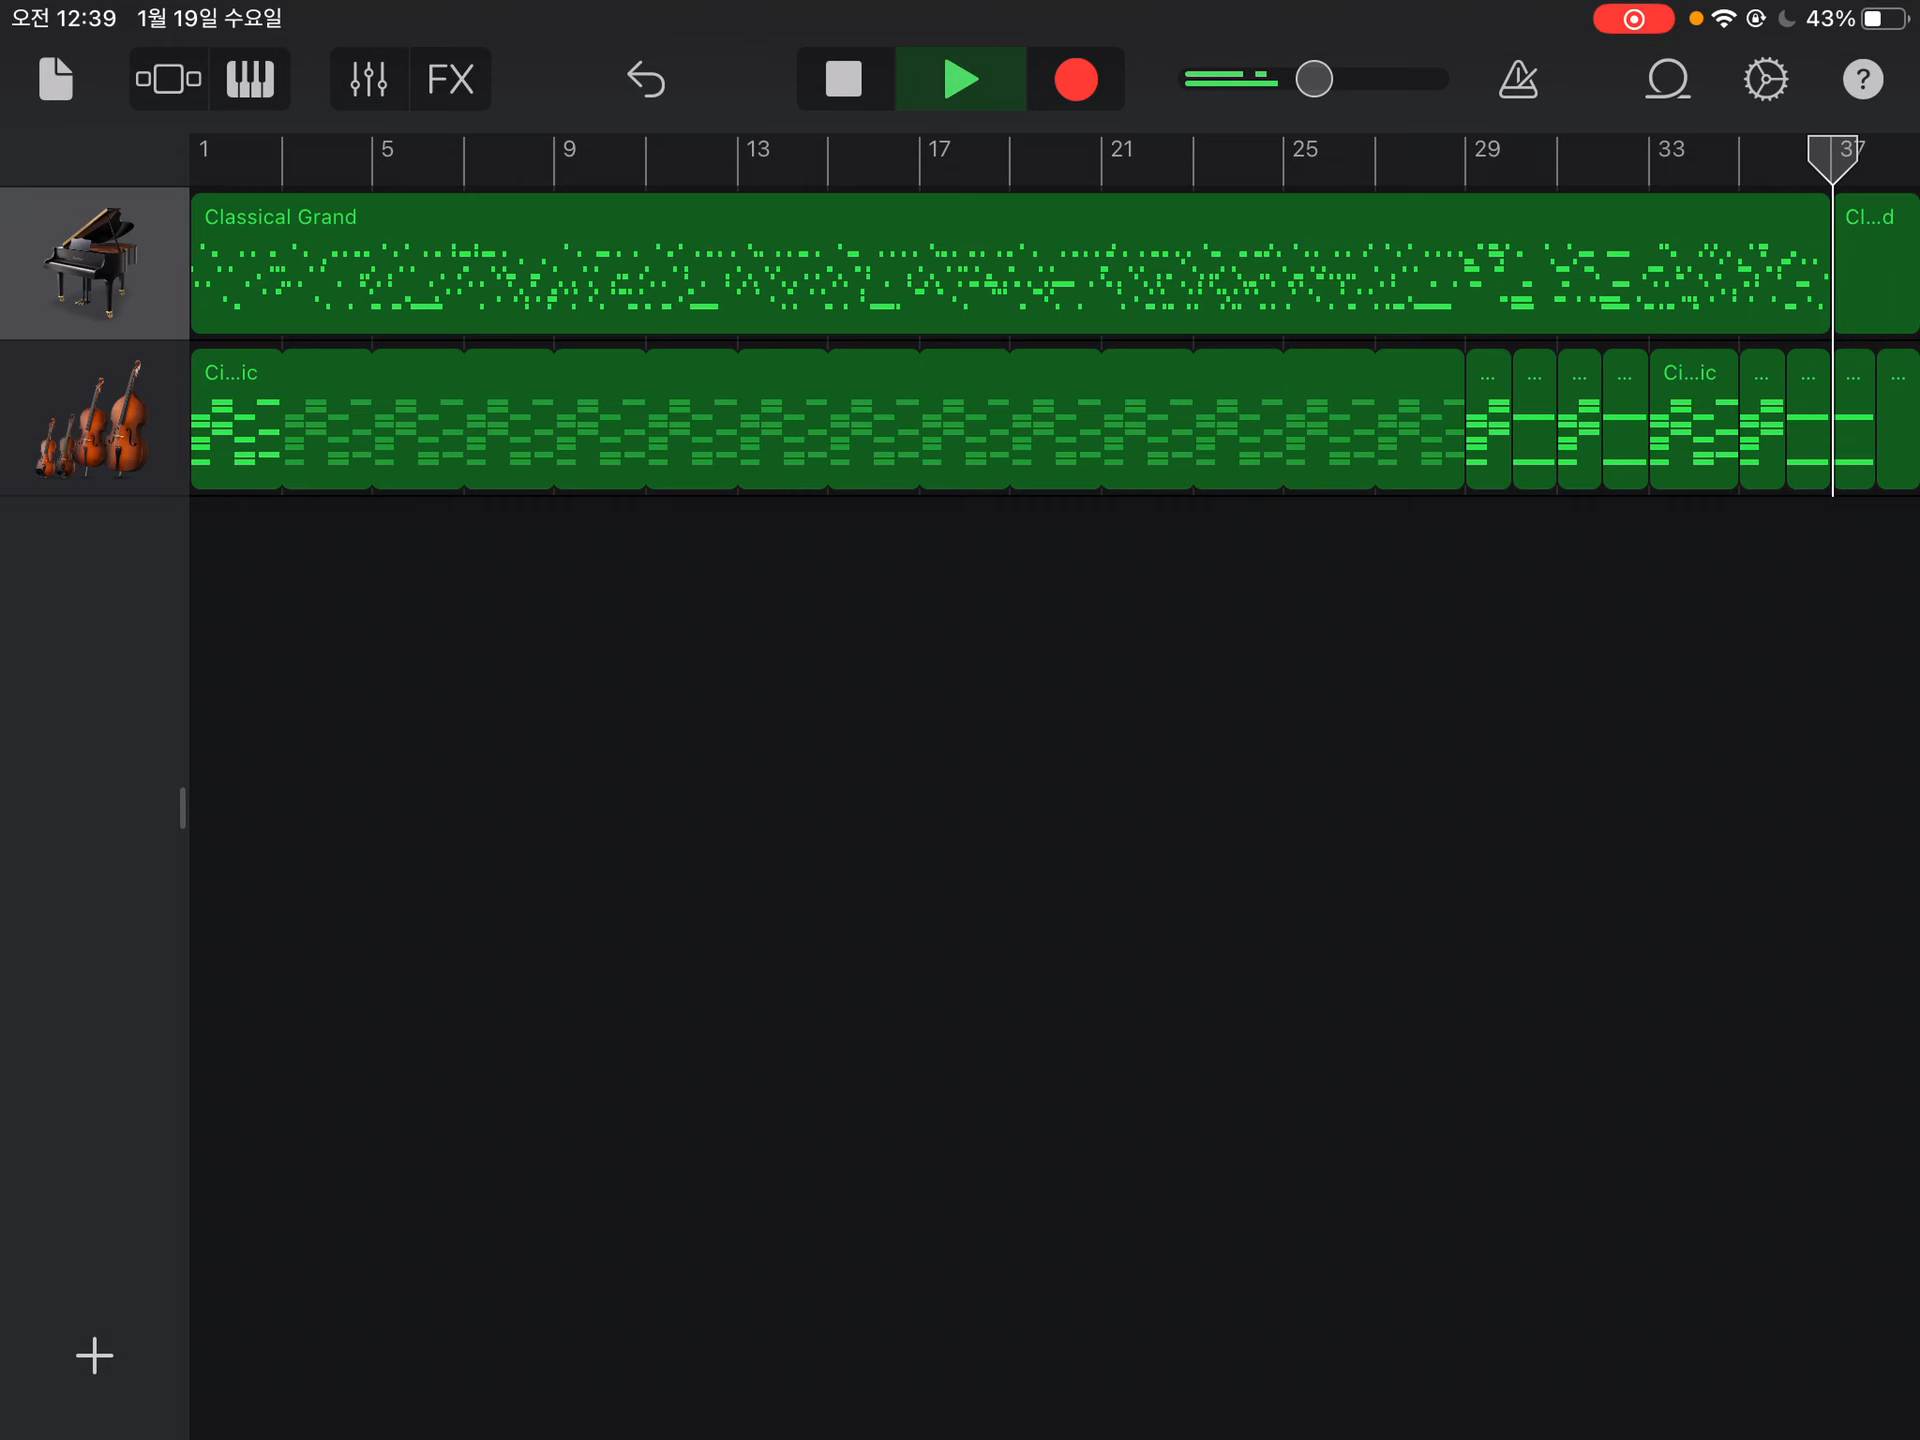 오전 12:39 1월 19일 수요일 43%
FX ?
1 5 9 13 17 21 25 29 33 37
Classical Grand Cl...d
Ci...ic ... ... ... ... Ci...ic ... ... ... ...